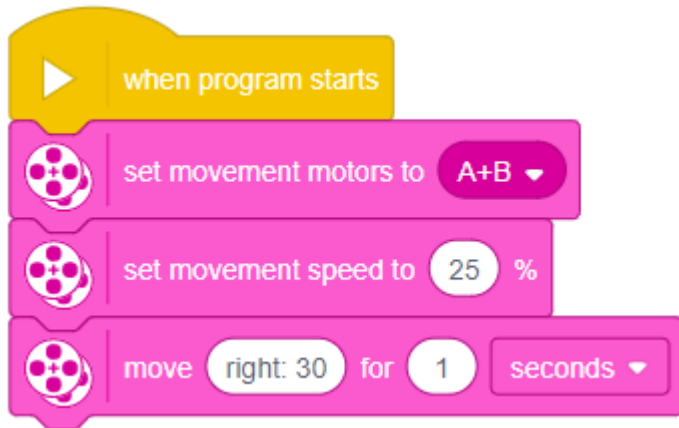 when program starts
set movement motors to A+B
set movement speed to 25 %
move right: 30 for 1 seconds